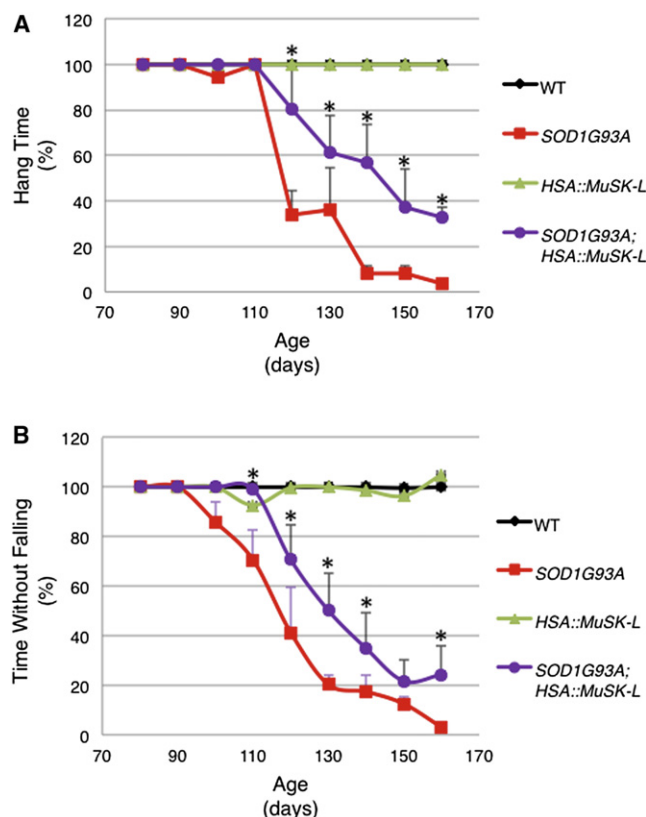 A
120
100
80
60
40
20
0
Hang Time
(%)
*
*
*
*
*
70 90 110 130 150 170
Age
(days)
WT
SOD1G93A
HSA::MuSK-L
SOD1G93A;
HSA::MuSK-L
B
120
100
80
60
40
20
0
Time Without Falling
(%)
*
*
*
*
*
70 90 110 130 150 170
Age
(days)
WT
SOD1G93A
HSA::MuSK-L
SOD1G93A;
HSA::MuSK-L